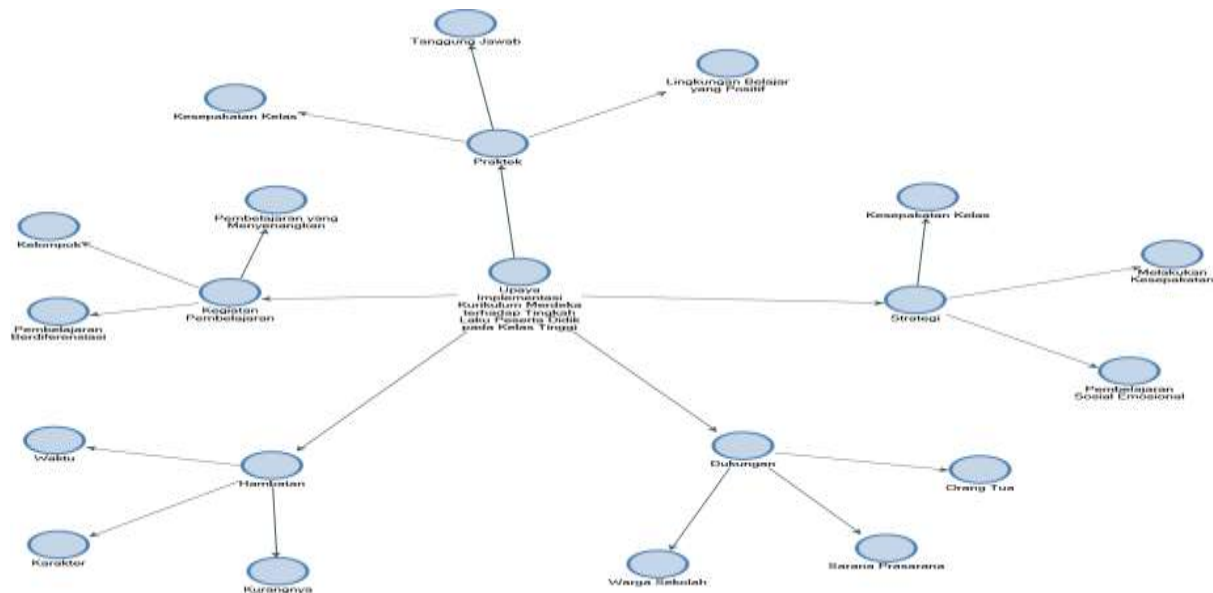 Tanggung Jawab
Lingkungan Belajar
yang Positif
Kesepakatan Kelas
Praktek
Pembelajaran yang
Menyenangkan
Kesepakatan Kelas
Kelompok
Melakukan
Kesepakatan
Kegiatan
Pembelajaran
Upaya
Implementasi
Kurikulum Merdeka
terhadap Tingkah
Laku Peserta Didik
pada Kelas Tinggi
Strategi
Pembelajaran
Berdiferensiasi
Pembelajaran
Sosial Emosional
Waktu
Hambatan
Dukungan
Orang Tua
Karakter
Kurangnya
Warga Sekolah
Sarana Prasarana